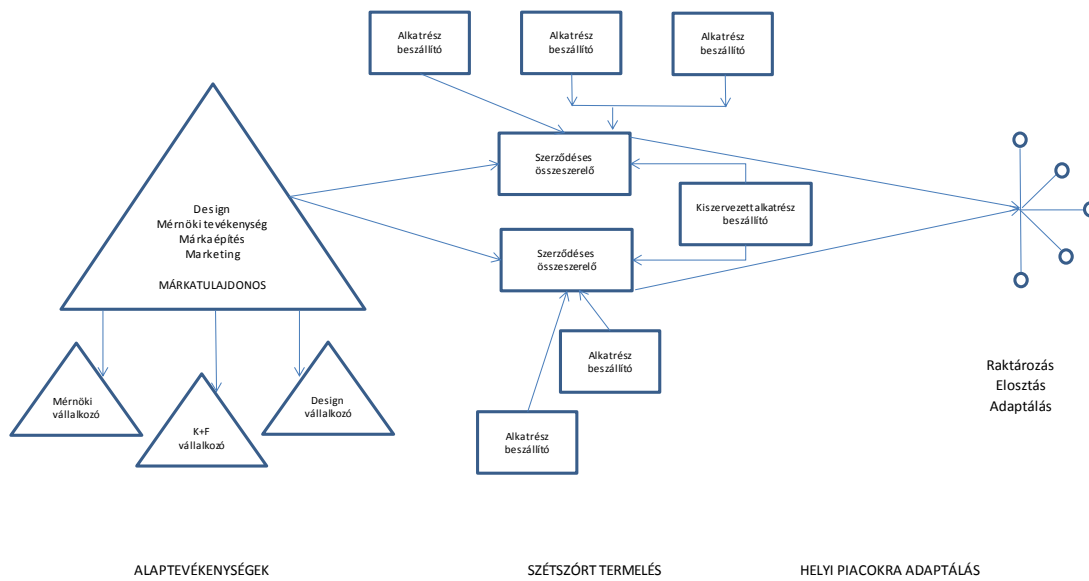 Alkatrész
beszállító
Alkatrész
beszállító
Alkatrész
beszállító
Szerződéses
összeszerelő
Kiszervezett alkatrész
beszállító
Szerződéses
összeszerelő
Design
Mérnöki tevékenység
Márkaépítés
Marketing
MÁRKATULAJDONOS
Alkatrész
beszállító
Alkatrész
beszállító
Mérnöki
vállalkozó
K+F
vállalkozó
Design
vállalkozó
Raktározás
Elosztás
Adaptálás
ALAPTEVÉKENYSÉGEK
SZÉTSZÓRT TERMELÉS
HELYI PIACOKRA ADAPTÁLÁS